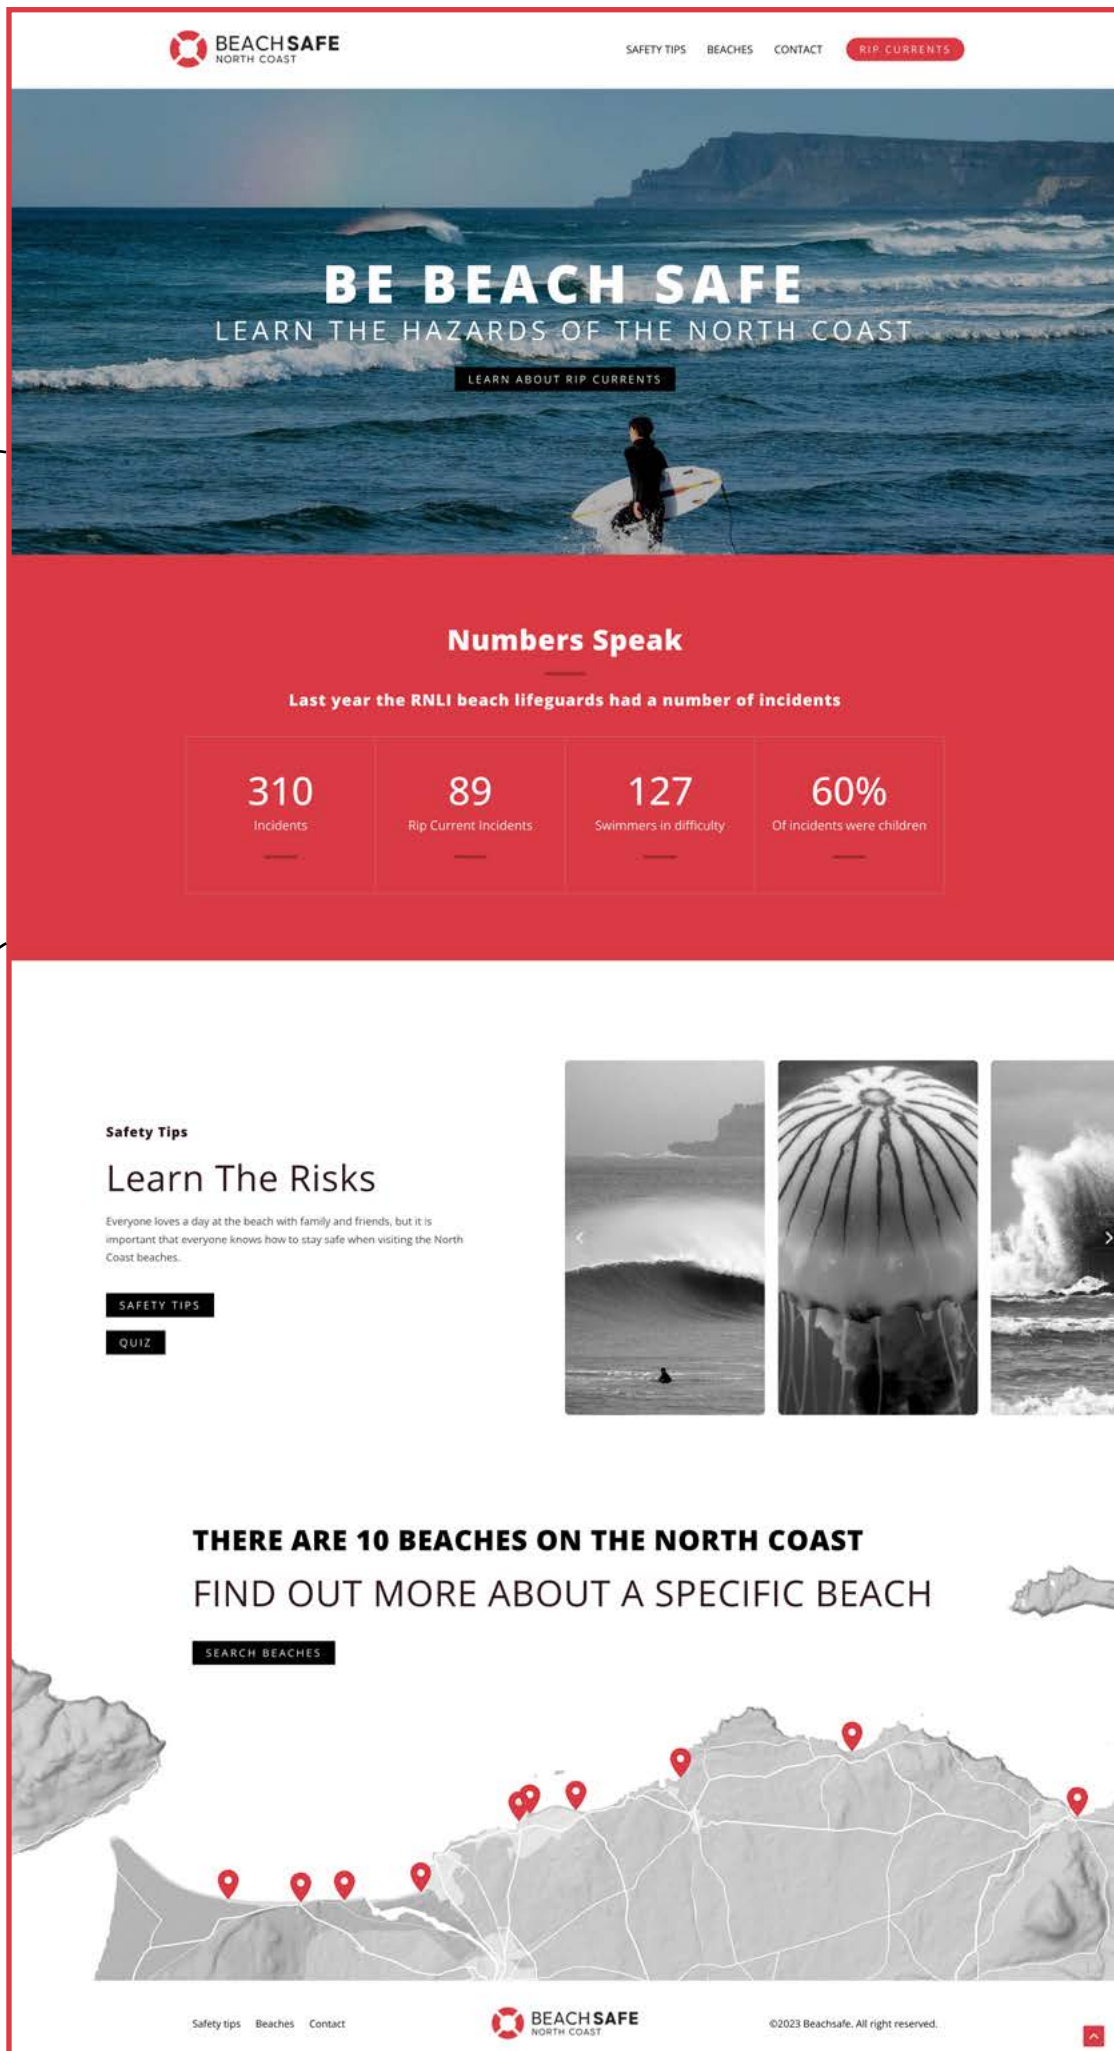 BEACHSAFE
NORTH COAST
SAFETY TIPS BEACHES CONTACT RIP CURRENTS
BE BEACH SAFE
LEARN THE HAZARDS OF THE NORTH COAST
LEARN ABOUT RIP CURRENTS
Numbers Speak
Last year the RNLI beach lifeguards had a number of incidents
310 89 127 60%
Incidents Rip Current Incidents Swimmers in difficulty Of incidents were children
Safety Tips
Learn The Risks
Everyone loves a day at the beach with family and friends, but it is
important that everyone knows how to stay safe when visiting the North
Coast beaches.
SAFETY TIPS
QUIZ
THERE ARE 10 BEACHES ON THE NORTH COAST
FIND OUT MORE ABOUT A SPECIFIC BEACH
SEARCH BEACHES
Safety tips Beaches Contact
BEACHSAFE
NORTH COAST
©2023 Beachsafe. All right reserved.